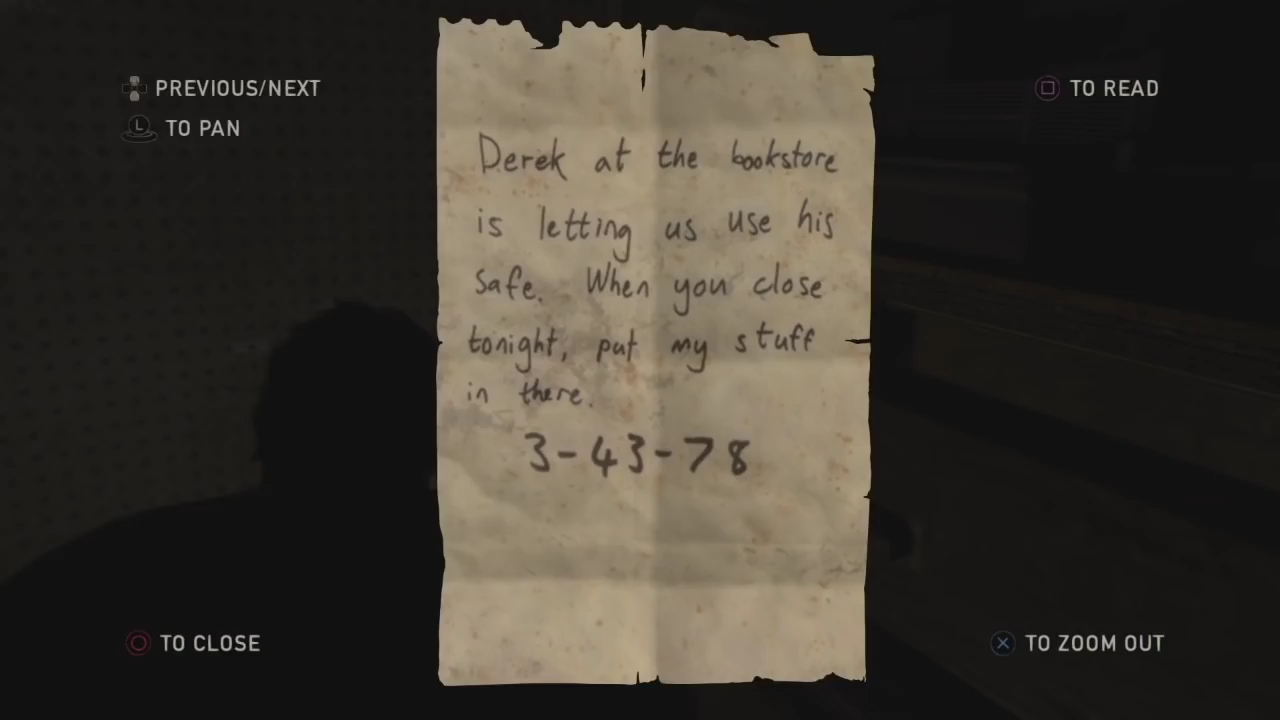 PREVIOUS/NEXT
L TO PAN
TO READ
Derek at the bookstore
is letting us use his
safe. When you close
tonight, put my stuff
in there.
3-43-78
TO CLOSE
TO ZOOM OUT